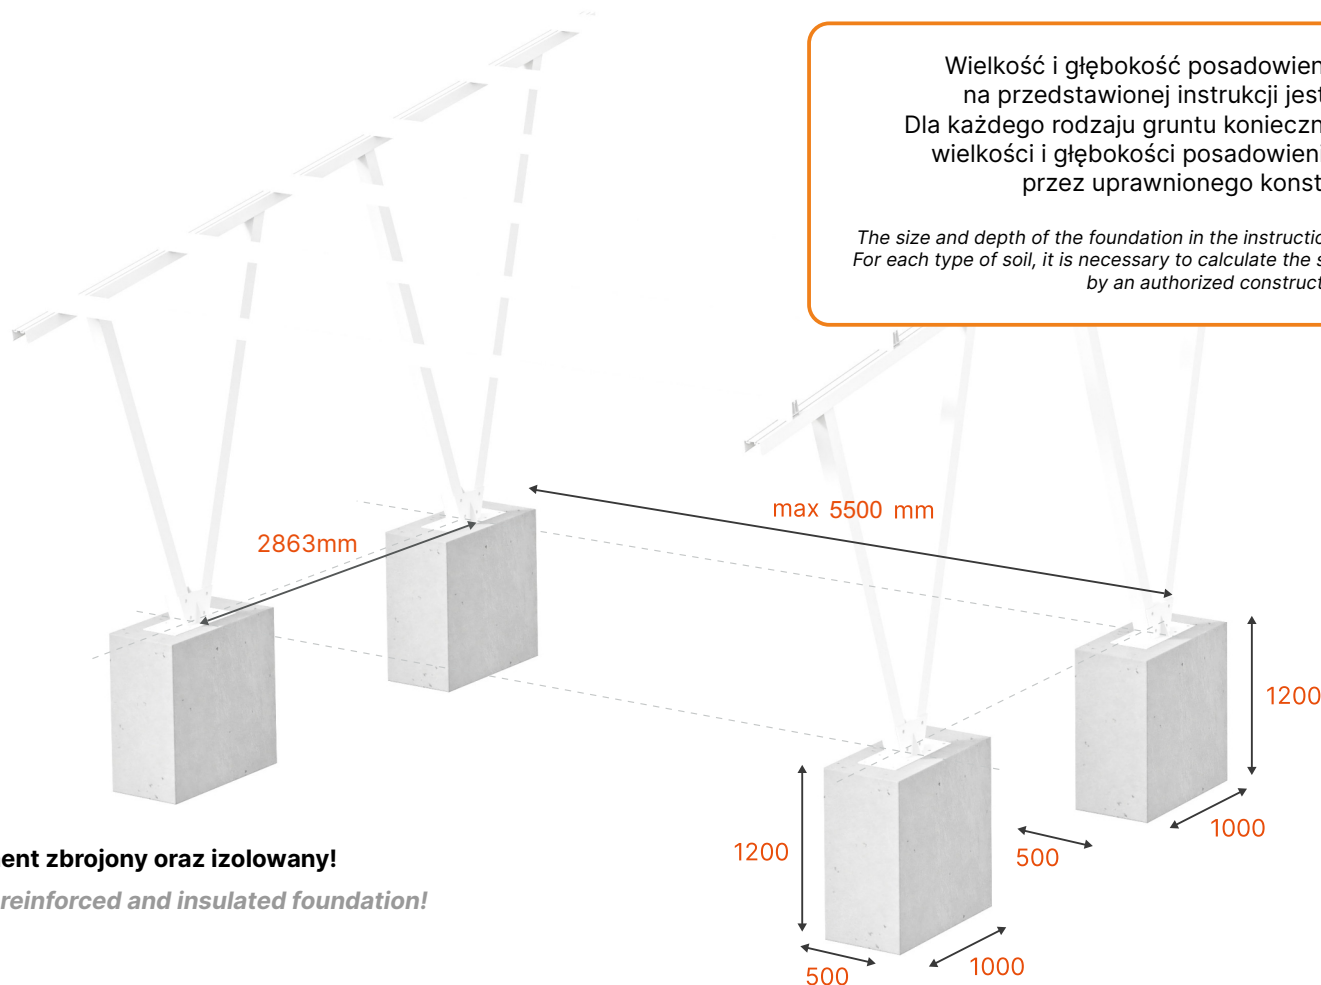 Wielkość i głębokość posadowien
na przedstawionej instrukcji jest
Dla każdego rodzaju gruntu konieczn
wielkości i głębokości posadowieni
przez uprawnionego konst
The size and depth of the foundation in the instructio
For each type of soil, it is necessary to calculate the s
by an authorized construct
max 5500 mm
2863mm
1200
1000
500
1200
500
1000
ent zbrojony oraz izolowany!
reinforced and insulated foundation!